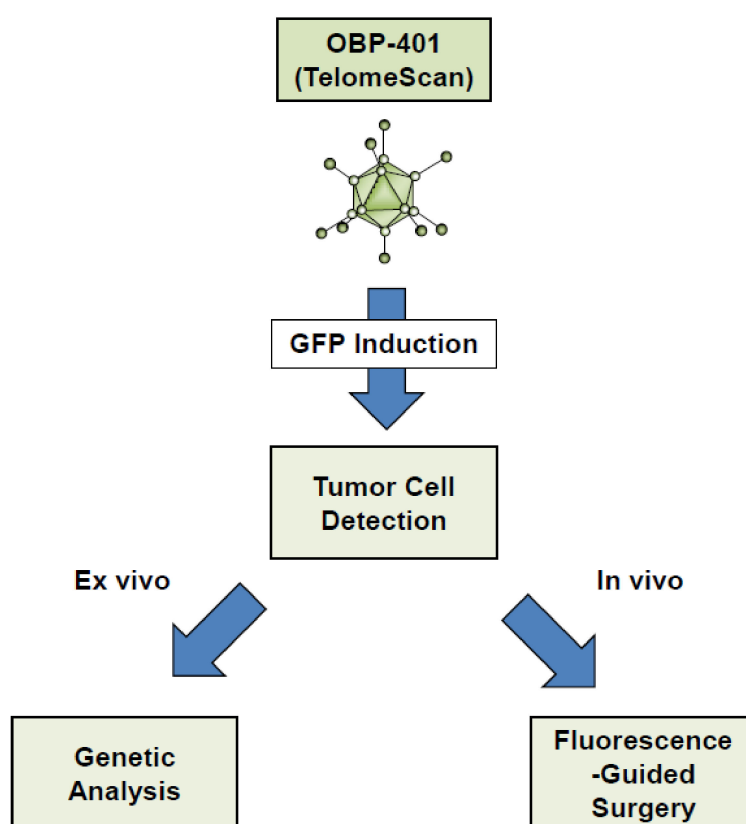 OBP-401
(TelomeScan)
GFP Induction
Tumor Cell
Detection
Ex vivo
In vivo
Genetic
Analysis
Fluorescence
-Guided
Surgery